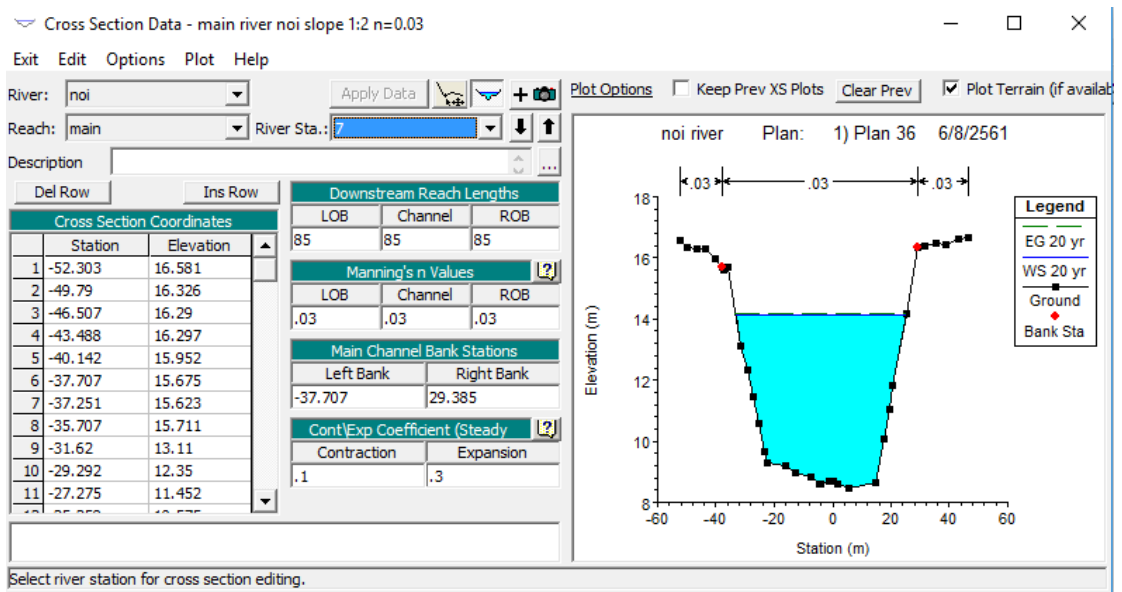 Cross Section Data - main river noi slope 1:2 n=0.03
Exit Edit Options Plot Help
River: noi
Apply Data
Plot Options Keep Prev XS Plots Clear Prev Plot Terrain (if availab
Reach: main River Sta.: 7
Description ...
Del Row Ins Row
Cross Section Coordinates
Station Elevation
1 -52.303 16.581
2 -49.79 16.326
3 -46.507 16.29
4 -43.488 16.297
5 -40.142 15.952
6 -37.707 15.675
7 -37.251 15.623
8 -35.707 15.711
9 -31.62 13.11
10 -29.292 12.35
11 -27.275 11.452
Downstream Reach Lengths
LOB Channel ROB
85 85 85
Manning's n Values
LOB Channel ROB
.03 .03 .03
Main Channel Bank Stations
Left Bank Right Bank
-37.707 29.385
Cont\Exp Coefficient (Steady
Contraction Expansion
.1 .3
noi river Plan: 1) Plan 36 6/8/2561
.03 .03 .03
18
16
14
12
10
8
Elevation (m)
-60 -40 -20 0 20 40 60
Station (m)
Legend
EG 20 yr
WS 20 yr
Ground
Bank Sta
Select river station for cross section editing.